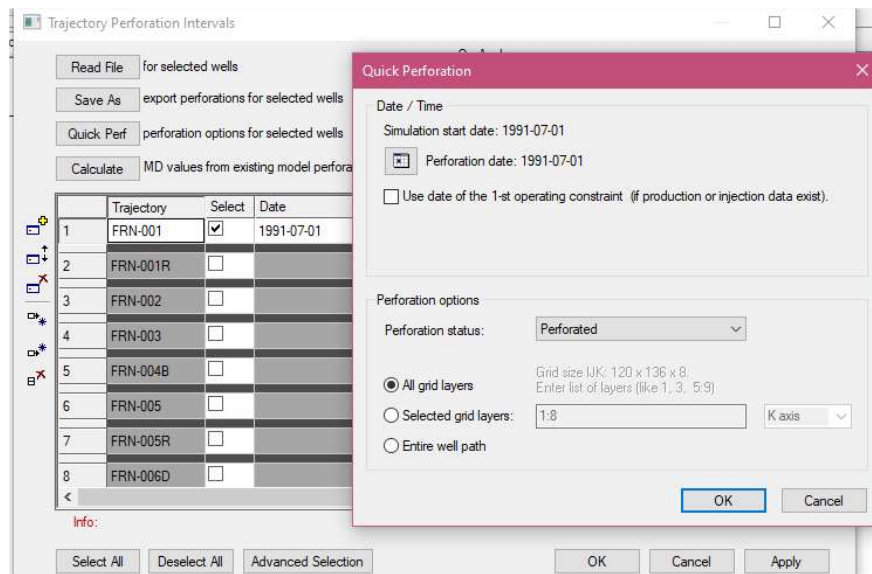 Trajectory Perforation Intervals
Read File for selected wells
Save As export perforations for selected wells
Quick Perf perforation options for selected wells
Calculate MD values from existing model perfora
Trajectory Select Date
1 FRN-001 1991-07-01
2 FRN-001R
3 FRN-002
4 FRN-003
5 FRN-004B
6 FRN-005
7 FRN-005R
8 FRN-006D
Info:
Select All Deselect All Advanced Selection OK Cancel Apply
Quick Perforation
Date / Time
Simulation start date: 1991-07-01
Perforation date: 1991-07-01
Use date of the 1-st operating constraint (if production or injection data exist).
Perforation options
Perforation status: Perforated
Grid size IJK: 120 x 136 x 8.
All grid layers Enter list of layers (like 1, 3, 5:9)
Selected grid layers: 1:8 K axis
Entire well path
OK Cancel